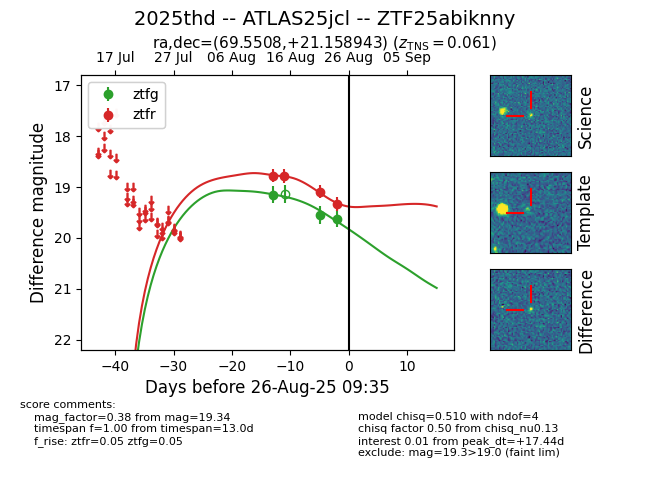 2025thd -- ATLAS25jcl -- ZTF25abiknny
ra,dec=(69.5508,+21.158943) (zTNS = 0.061)
17 Jul 27 Jul 06 Aug 16 Aug 26 Aug 05 Sep
ztfg
ztfr
17
18
19
20
21
22
Difference magnitude
−40 −30 −20 −10 0 10
Days before 26-Aug-25 09:35
Science
Template
Difference
score comments:
mag_factor=0.38 from mag=19.34
timespan f=1.00 from timespan=13.0d
f_rise: ztfr=0.05 ztfg=0.05
model chisq=0.510 with ndof=4
chisq factor 0.50 from chisq_nu0.13
interest 0.01 from peak_dt=+17.44d
exclude: mag=19.3>19.0 (faint lim)